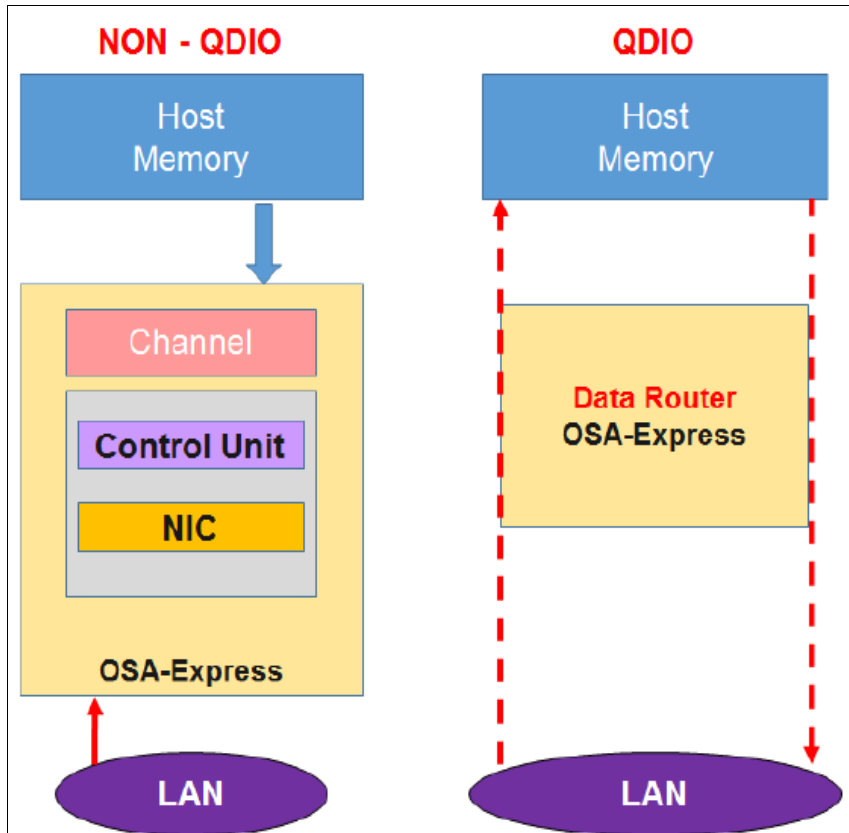 NON - QDIO
Host
Memory
Channel
Control Unit
NIC
OSA-Express
LAN
QDIO
Host
Memory
Data Router
OSA-Express
LAN